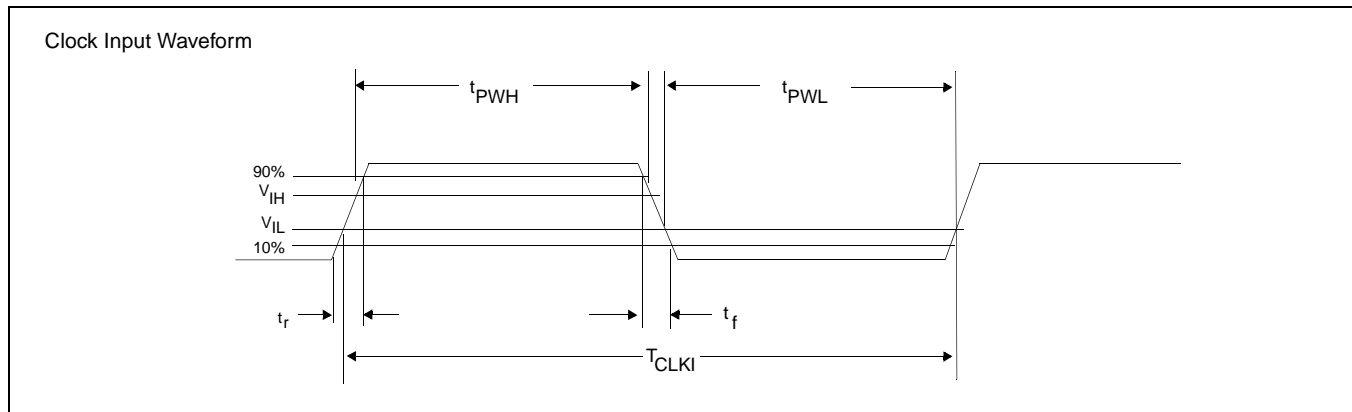 Clock Input Waveform
tPWH
tPWL
90%
VIH
VIL
10%
tr
tf
TCLKI